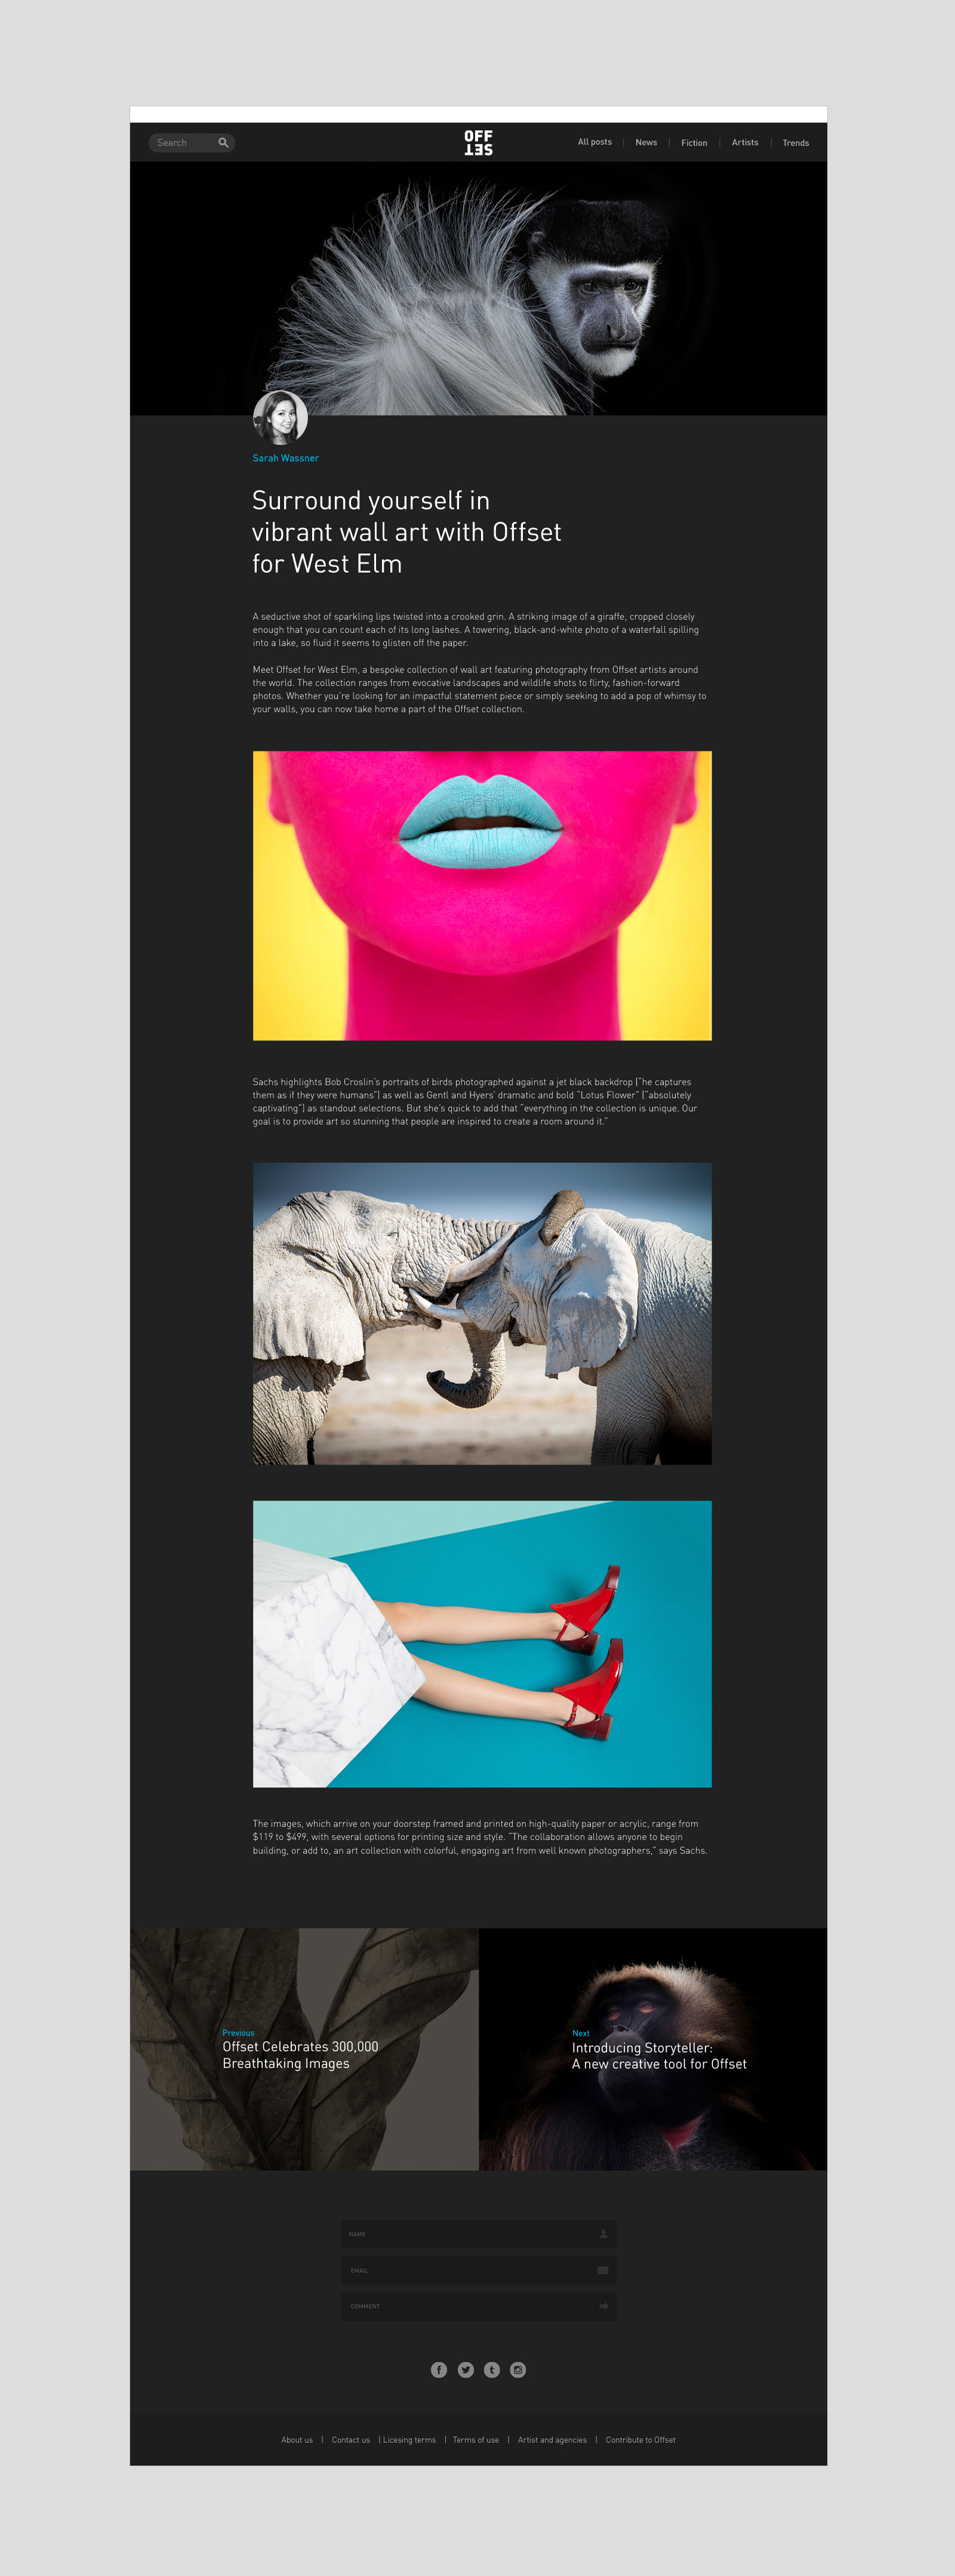 Search
OFF
SET
All posts | News | Fiction | Artists | Trends
Sarah Wassner
Surround yourself in
vibrant wall art with Offset
for West Elm
A seductive shot of sparkling lips twisted into a crooked grin. A striking image of a giraffe, cropped closely
enough that you can count each of its long lashes. A towering, black-and-white photo of a waterfall spilling
into a lake, so fluid it seems to glisten off the paper.
Meet Offset for West Elm, a bespoke collection of wall art featuring photography from Offset artists around
the world. The collection ranges from evocative landscapes and wildlife shots to flirty, fashion-forward
photos. Whether you're looking for an impactful statement piece or simply seeking to add a pop of whimsy to
your walls, you can now take home a part of the Offset collection.
Sachs highlights Bob Croslin's portraits of birds photographed against a jet black backdrop ("he captures
them as if they were humans") as well as Gentl and Hyers' dramatic and bold "Lotus Flower" ("absolutely
captivating") as standout selections. But she's quick to add that "everything in the collection is unique. Our
goal is to provide art so stunning that people are inspired to create a room around it."
The images, which arrive on your doorstep framed and printed on high-quality paper or acrylic, range from
$119 to $499, with several options for printing size and style. "The collaboration allows anyone to begin
building, or add to, an art collection with colorful, engaging art from well known photographers," says Sachs.
Previous
Offset Celebrates 300,000
Breathtaking Images
Next
Introducing Storyteller:
A new creative tool for Offset
NAME
EMAIL
COMMENT
About us | Contact us | Licesing terms | Terms of use | Artist and agencies | Contribute to Offset